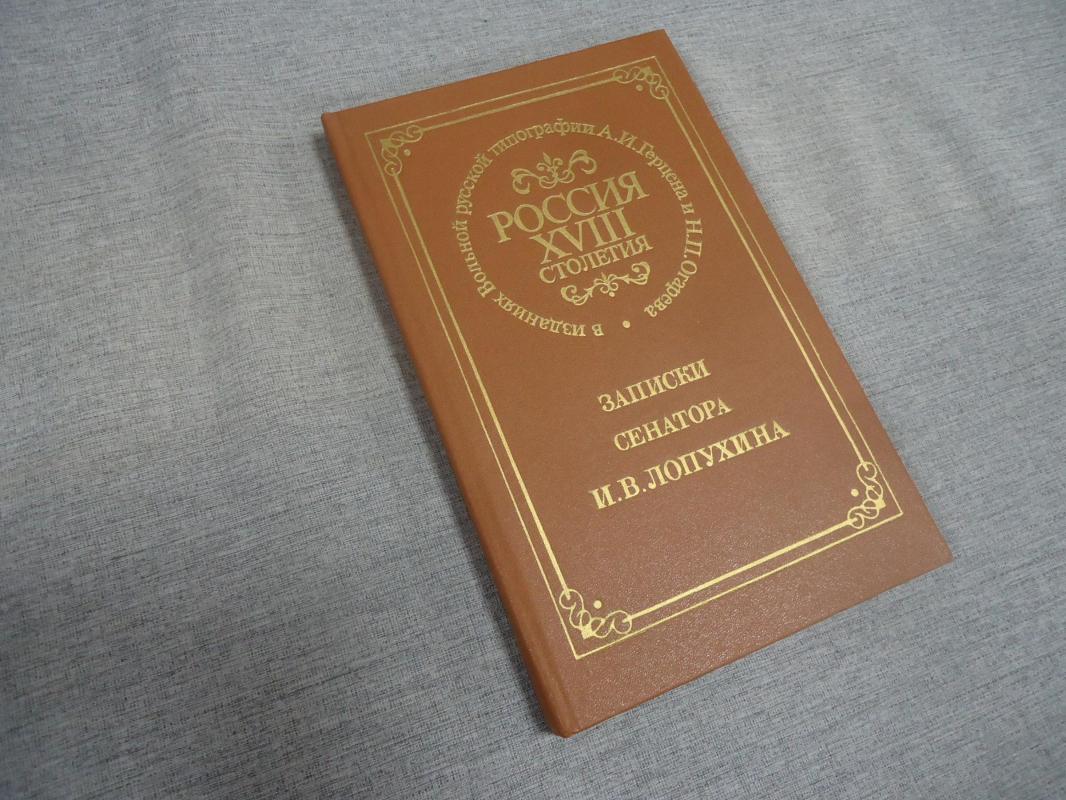 В изданиях Вольной русской типографии А.И.Герцена и Н.П.Огарева
РОССИЯ
XVIII
СТОЛЕТИЯ
ЗАПИСКИ
СЕНАТОРА
И.В.ЛОПУХИНА